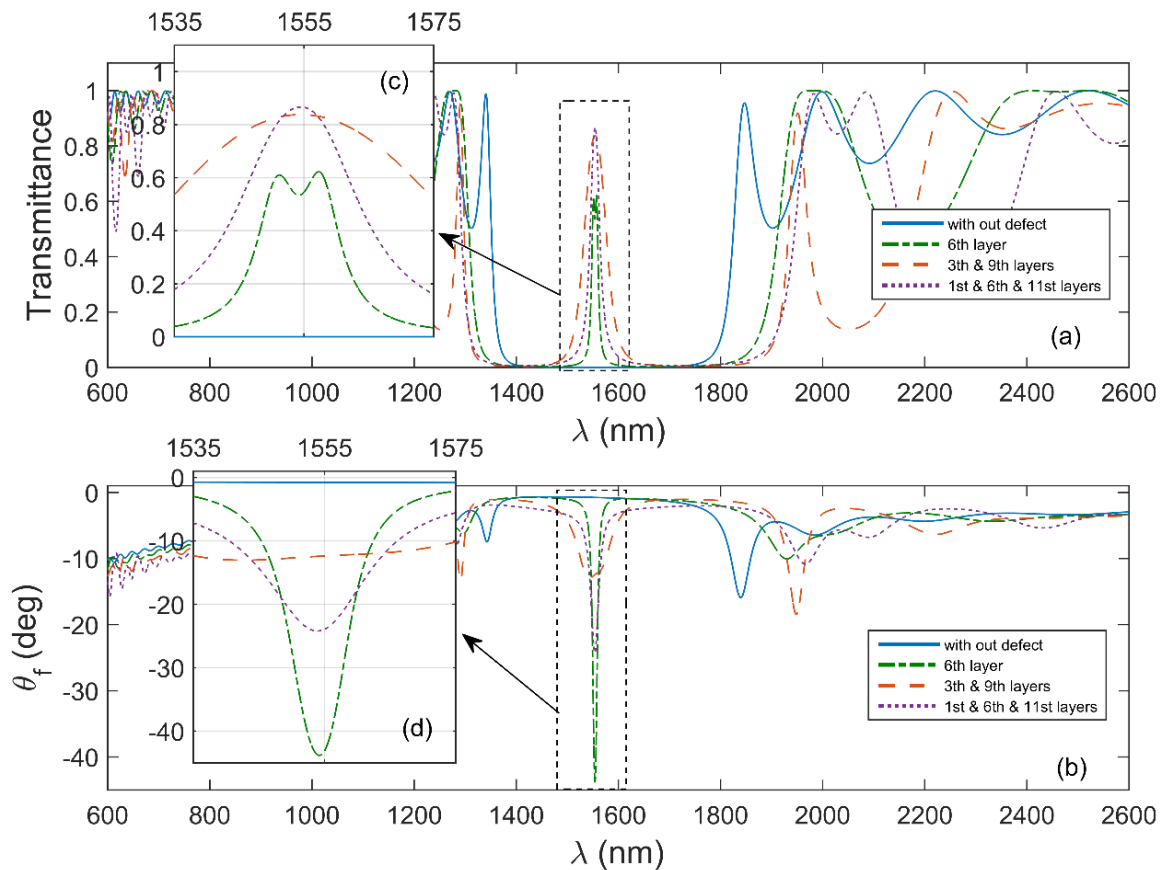 1535 1555 1575
(c)
1
0.8
0.6
0.4
0.2
0
Transmittance
1
0.8
0.6
0.4
0.2
0
with out defect
6th layer
3th & 9th layers
1st & 6th & 11st layers
(a)
600 800 1000 1200 1400 1600 1800 2000 2200 2400 2600
λ (nm)
1535 1555 1575
0
-10
-20
-30
-40
(d)
θf (deg)
0
-10
-20
-30
-40
with out defect
6th layer
3th & 9th layers
1st & 6th & 11st layers
(b)
600 800 1000 1200 1400 1600 1800 2000 2200 2400 2600
λ (nm)